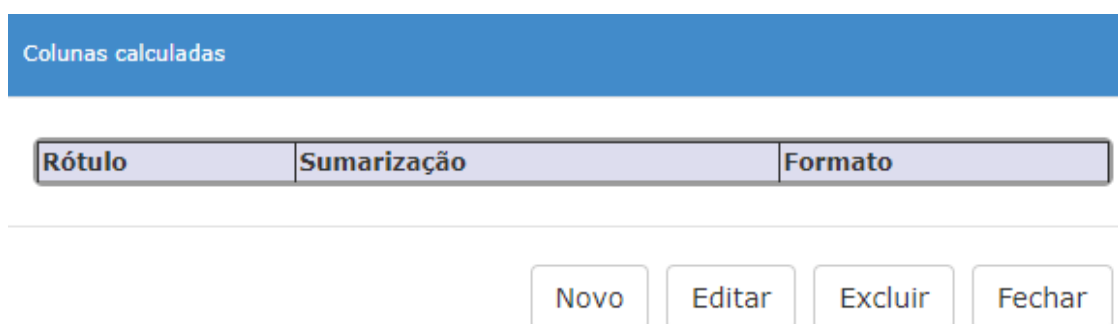 Colunas calculadas
Rótulo Sumarização Formato
Novo Editar Excluir Fechar